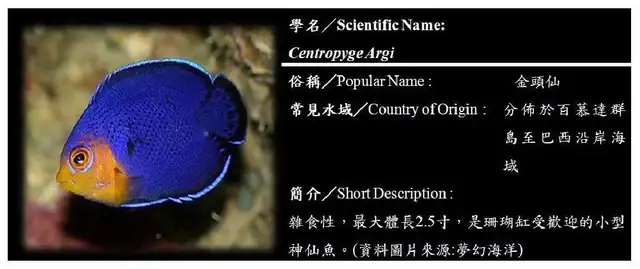 學名／Scientific Name:
Centropyge Argi
俗稱／Popular Name : 金頭仙
常見水域／Country of Origin : 分佈於百慕達群
島至巴西沿岸海
域
簡介／Short Description :
雜食性，最大體長2.5寸，是珊瑚缸受歡迎的小型
神仙魚。(資料圖片來源:夢幻海洋)